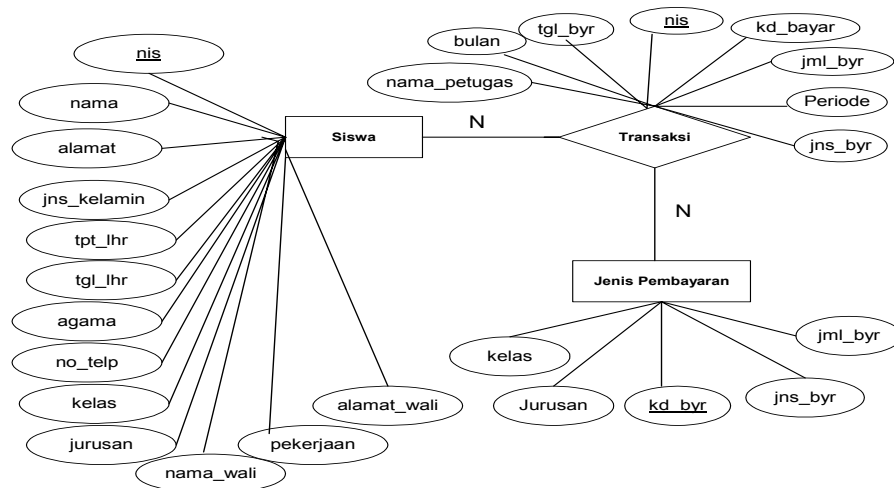 nis
nama
alamat
jns_kelamin
tpt_lhr
tgl_lhr
agama
no_telp
kelas
jurusan
nama_wali
pekerjaan
alamat_wali
Siswa
N
Transaksi
nama_petugas
bulan
tgl_byr
nis
kd_bayar
jml_byr
Periode
jns_byr
N
Jenis Pembayaran
kelas
Jurusan
kd_byr
jns_byr
jml_byr